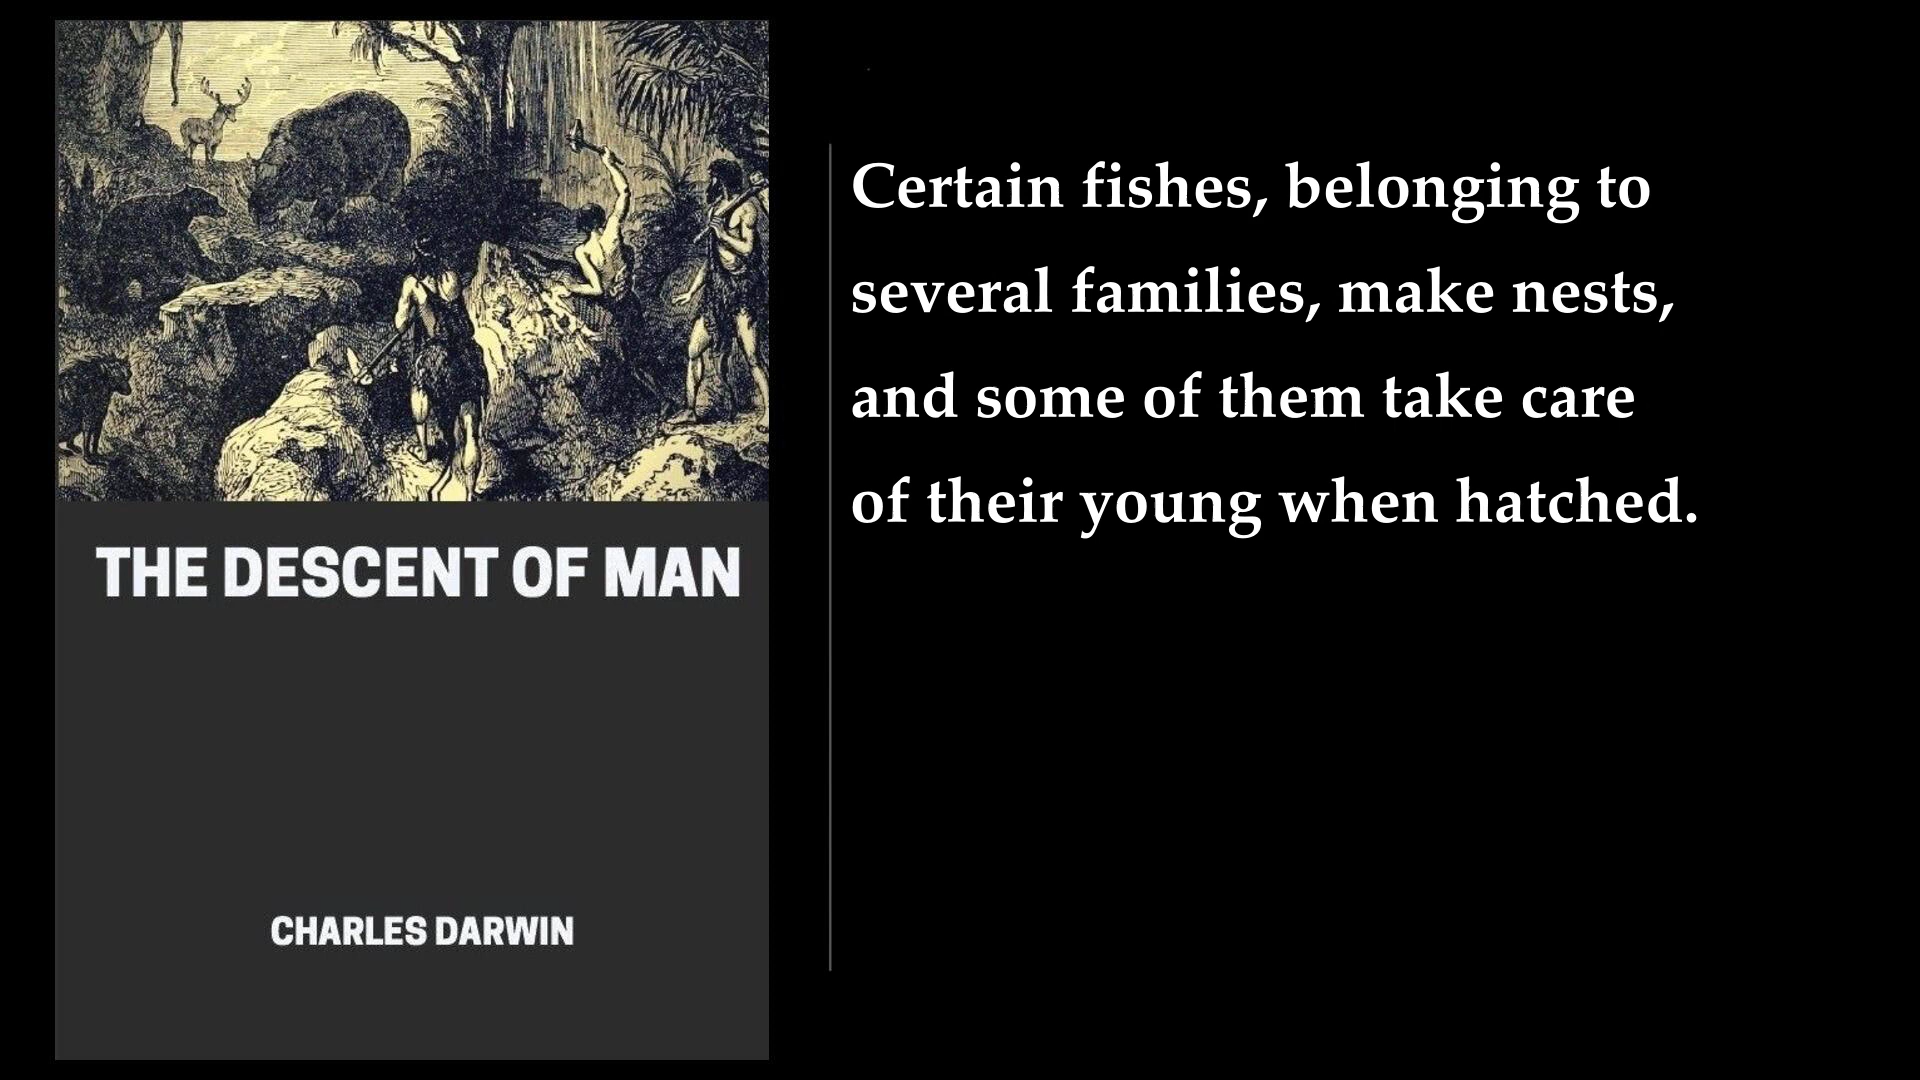 THE DESCENT OF MAN
CHARLES DARWIN
Certain fishes, belonging to
several families, make nests,
and some of them take care
of their young when hatched.